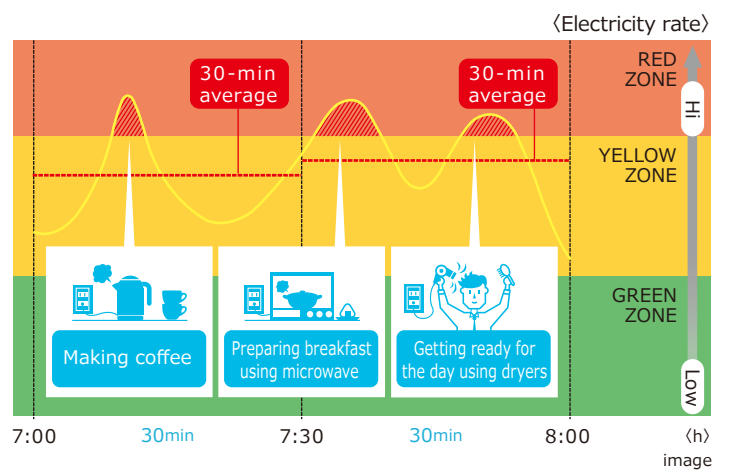 〈Electricity rate〉
RED
ZONE
Hi
30-min
average
30-min
average
YELLOW
ZONE
GREEN
ZONE
Low
Making coffee
Preparing breakfast
using microwave
Getting ready for
the day using dryers
7:00
30min
7:30
30min
8:00
〈h〉
image